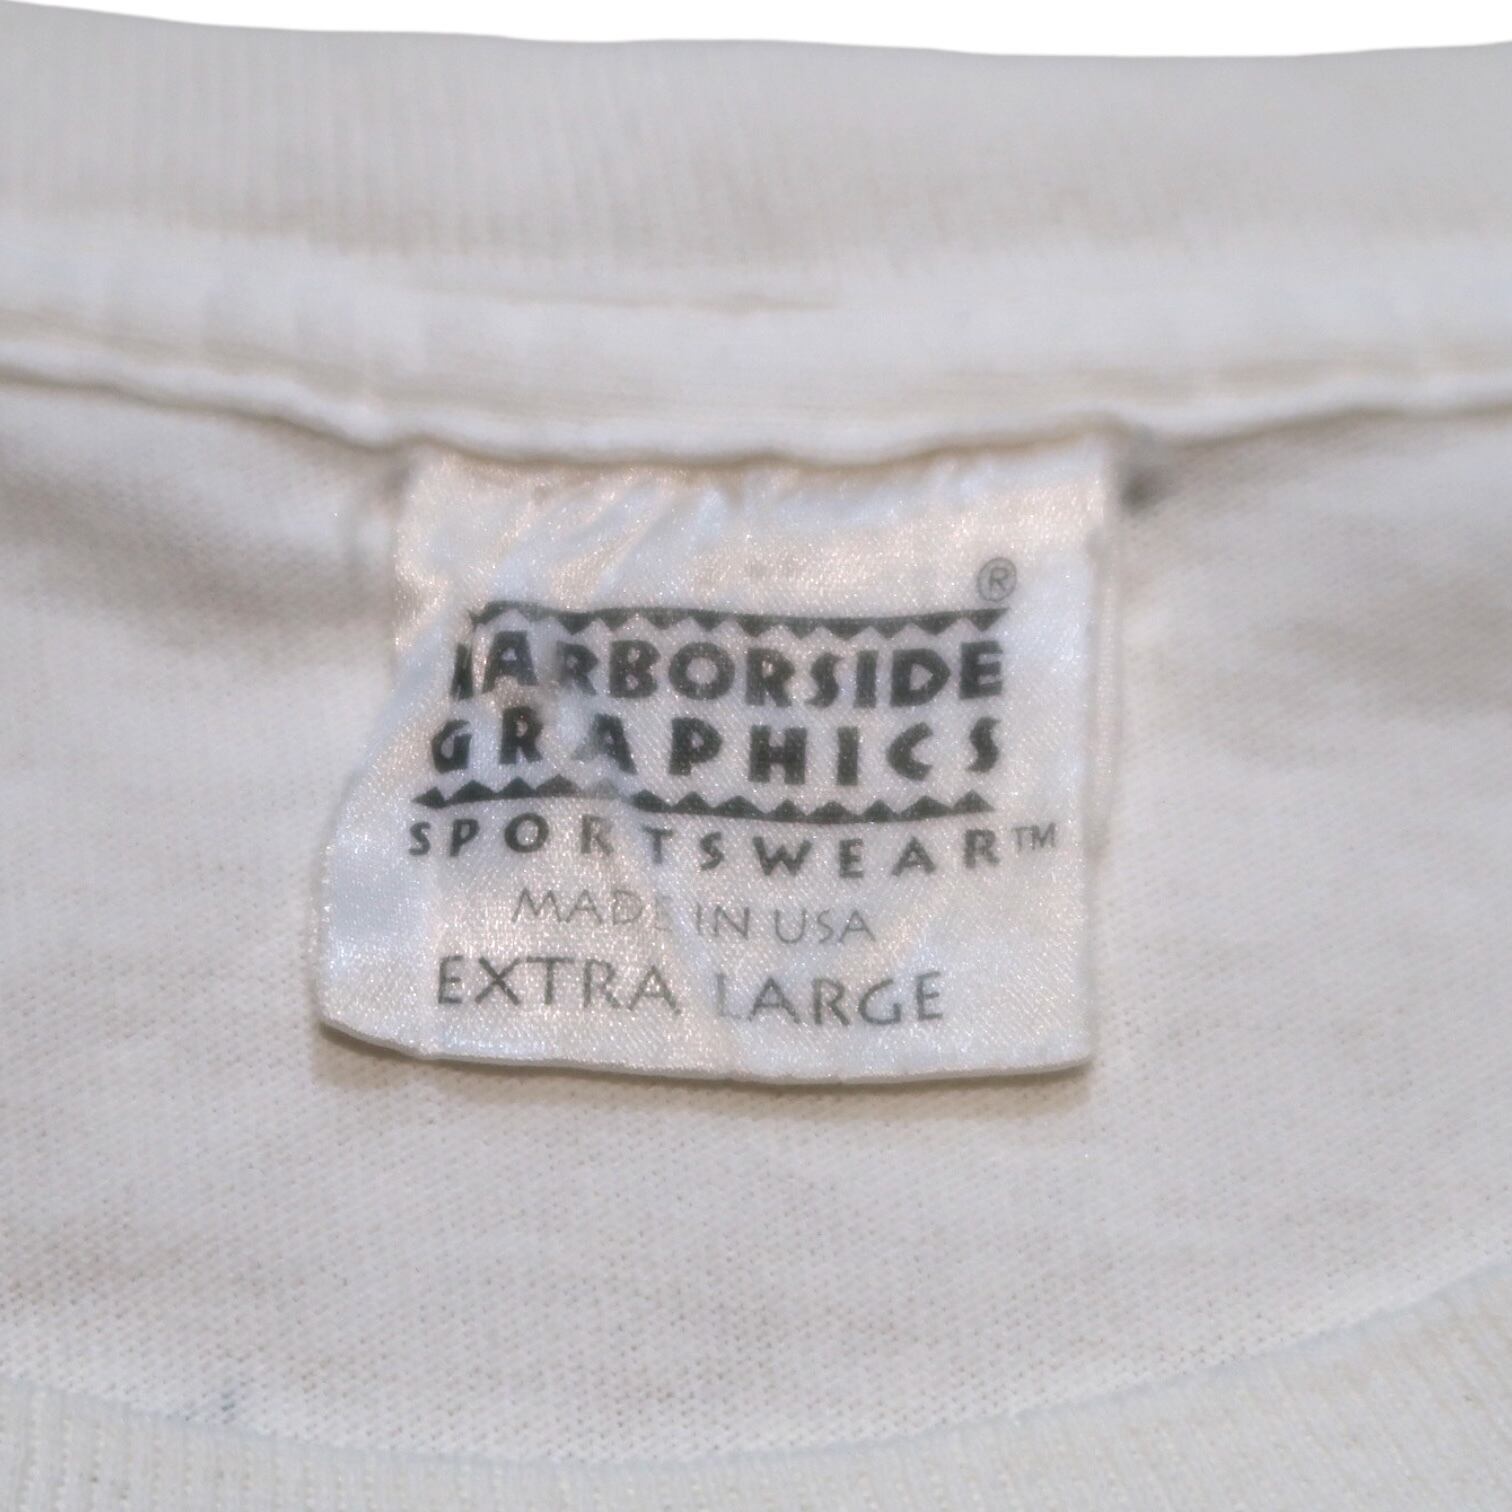 ®
HARBORSIDE
GRAPHICS
SPORTSWEAR™
MADE IN USA
EXTRA LARGE